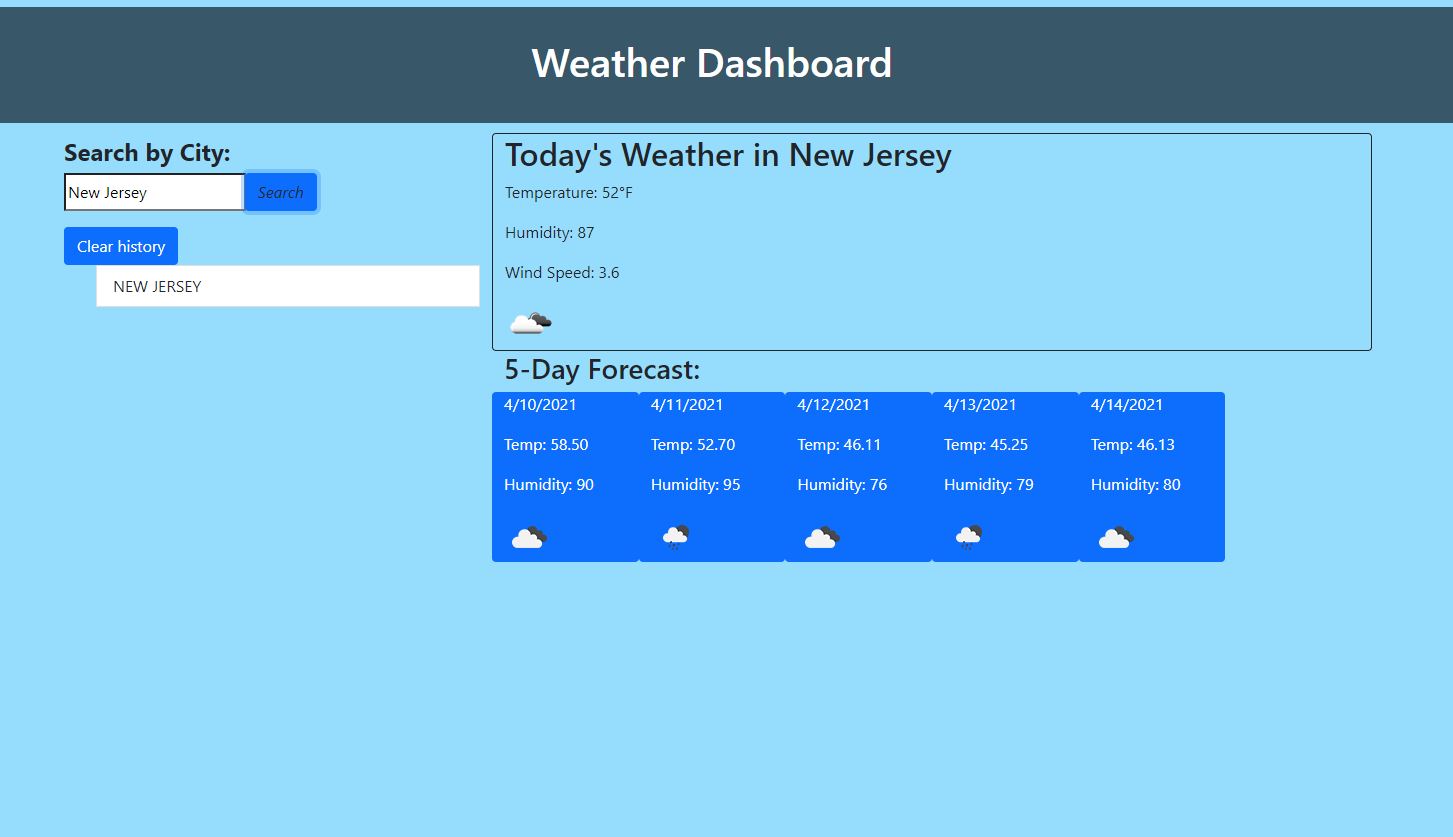 Weather Dashboard
Search by City:
New Jersey
Search
Clear history
NEW JERSEY
Today's Weather in New Jersey
Temperature: 52°F
Humidity: 87
Wind Speed: 3.6
5-Day Forecast:
4/10/2021
Temp: 58.50
Humidity: 90
4/11/2021
Temp: 52.70
Humidity: 95
4/12/2021
Temp: 46.11
Humidity: 76
4/13/2021
Temp: 45.25
Humidity: 79
4/14/2021
Temp: 46.13
Humidity: 80